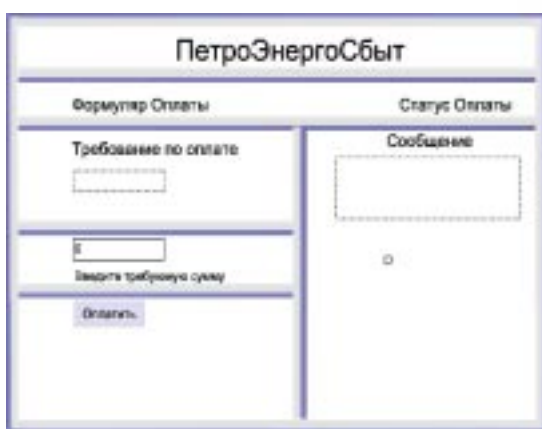 ПетроЭнергоСбыт
Формуляр Оплаты
Статус Оплаты
Требование по оплате
Сообщение
Введите требуемую сумму
Оплатить